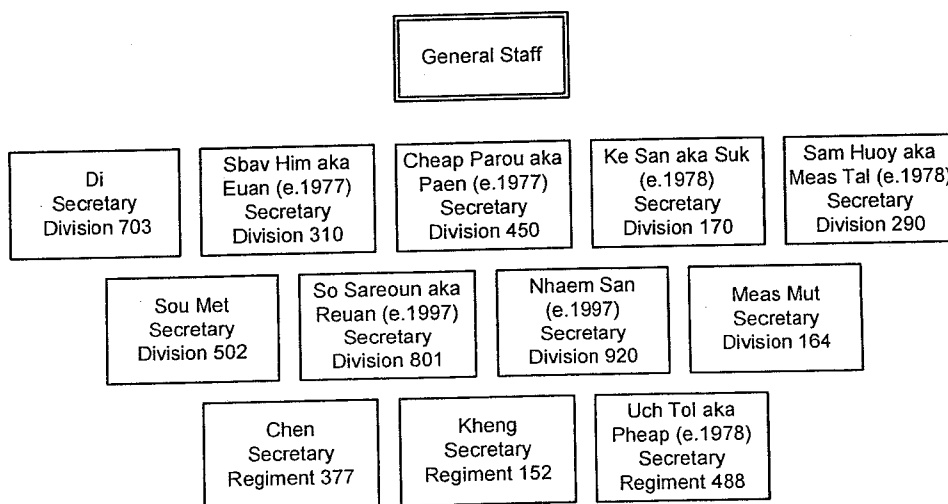 General Staff
Di
Secretary
Division 703
Sbav Him aka
Euan (e.1977)
Secretary
Division 310
Cheap Parou aka
Paen (e.1977)
Secretary
Division 450
Ke San aka Suk
(e.1978)
Secretary
Division 170
Sam Huoy aka
Meas Tal (e.1978)
Secretary
Division 290
Sou Met
Secretary
Division 502
So Sareoun aka
Reuan (e.1997)
Secretary
Division 801
Nhaem San
(e.1997)
Secretary
Division 920
Meas Mut
Secretary
Division 164
Chen
Secretary
Regiment 377
Kheng
Secretary
Regiment 152
Uch Tol aka
Pheap (e.1978)
Secretary
Regiment 488